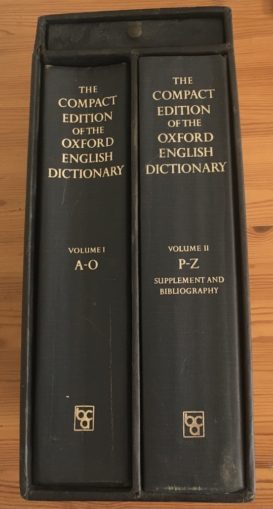 THE
COMPACT
EDITION
OF THE
OXFORD
ENGLISH
DICTIONARY
VOLUME I
A-O
THE
COMPACT
EDITION
OF THE
OXFORD
ENGLISH
DICTIONARY
VOLUME II
P-Z
SUPPLEMENT AND
BIBLIOGRAPHY